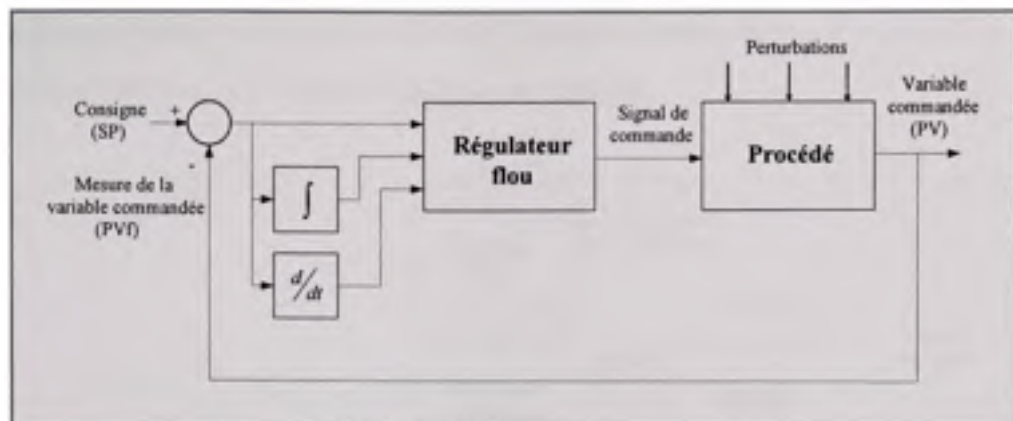 Perturbations
Consigne
(SP)
+
-
Mesure de la
variable commandée
(PVf)
∫
d/dt
Régulateur
flou
Signal de
commande
Procédé
Variable
commandée
(PV)